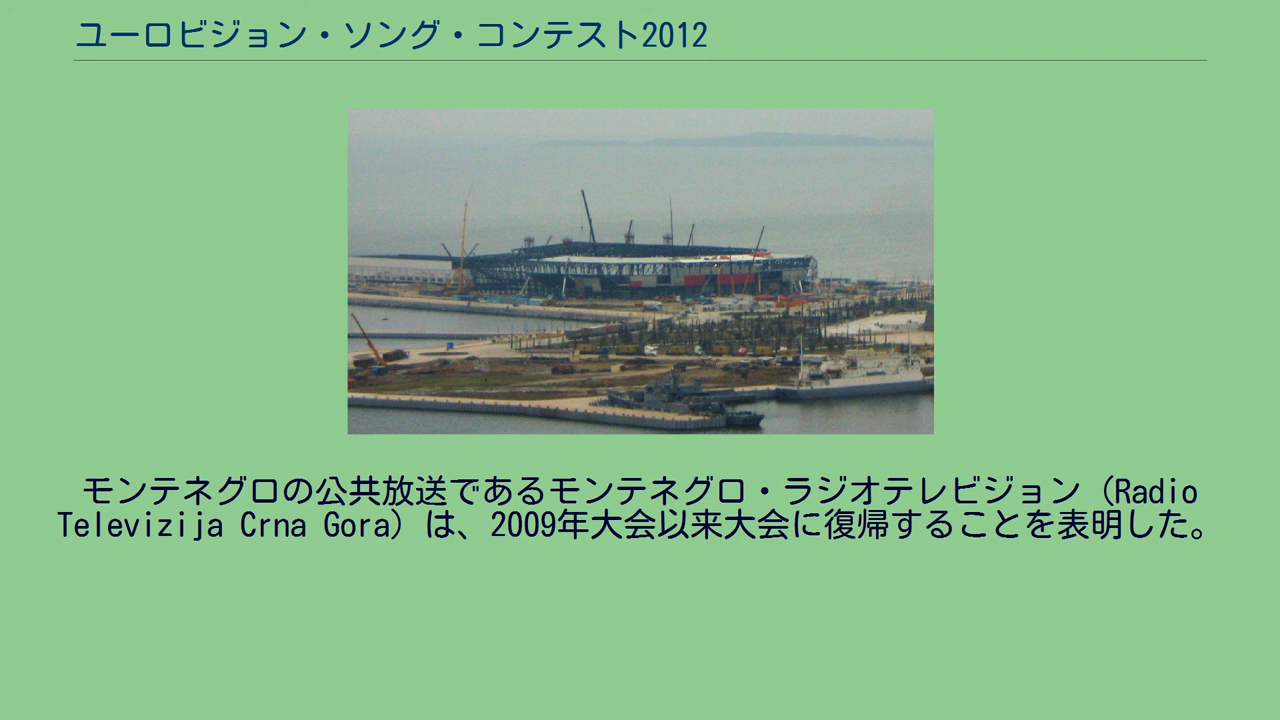 ユーロビジョン・ソング・コンテスト2012
モンテネグロの公共放送であるモンテネグロ・ラジオテレビジョン（Radio
Televizija Crna Gora）は、2009年大会以来大会に復帰することを表明した。